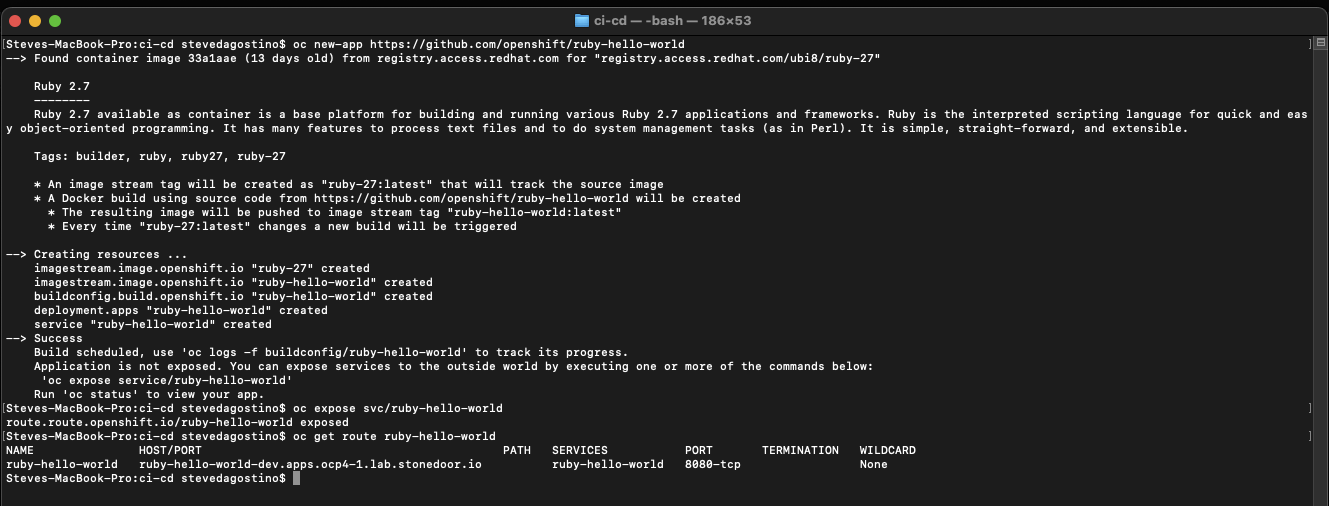 ci-cd — -bash — 186×53
[Steves-MacBook-Pro:ci-cd stevedagostino$ oc new-app https://github.com/openshift/ruby-hello-world ]
--> Found container image 33a1aae (13 days old) from registry.access.redhat.com for "registry.access.redhat.com/ubi8/ruby-27"
Ruby 2.7
--------
Ruby 2.7 available as container is a base platform for building and running various Ruby 2.7 applications and frameworks. Ruby is the interpreted scripting language for quick and eas
y object-oriented programming. It has many features to process text files and to do system management tasks (as in Perl). It is simple, straight-forward, and extensible.
Tags: builder, ruby, ruby27, ruby-27
* An image stream tag will be created as "ruby-27:latest" that will track the source image
* A Docker build using source code from https://github.com/openshift/ruby-hello-world will be created
* The resulting image will be pushed to image stream tag "ruby-hello-world:latest"
* Every time "ruby-27:latest" changes a new build will be triggered
--> Creating resources ...
imagestream.image.openshift.io "ruby-27" created
imagestream.image.openshift.io "ruby-hello-world" created
buildconfig.build.openshift.io "ruby-hello-world" created
deployment.apps "ruby-hello-world" created
service "ruby-hello-world" created
--> Success
Build scheduled, use 'oc logs -f buildconfig/ruby-hello-world' to track its progress.
Application is not exposed. You can expose services to the outside world by executing one or more of the commands below:
'oc expose service/ruby-hello-world'
Run 'oc status' to view your app.
[Steves-MacBook-Pro:ci-cd stevedagostino$ oc expose svc/ruby-hello-world ]
route.route.openshift.io/ruby-hello-world exposed
[Steves-MacBook-Pro:ci-cd stevedagostino$ oc get route ruby-hello-world ]
NAME HOST/PORT PATH SERVICES PORT TERMINATION WILDCARD
ruby-hello-world ruby-hello-world-dev.apps.ocp4-1.lab.stonedoor.io ruby-hello-world 8080-tcp None
Steves-MacBook-Pro:ci-cd stevedagostino$